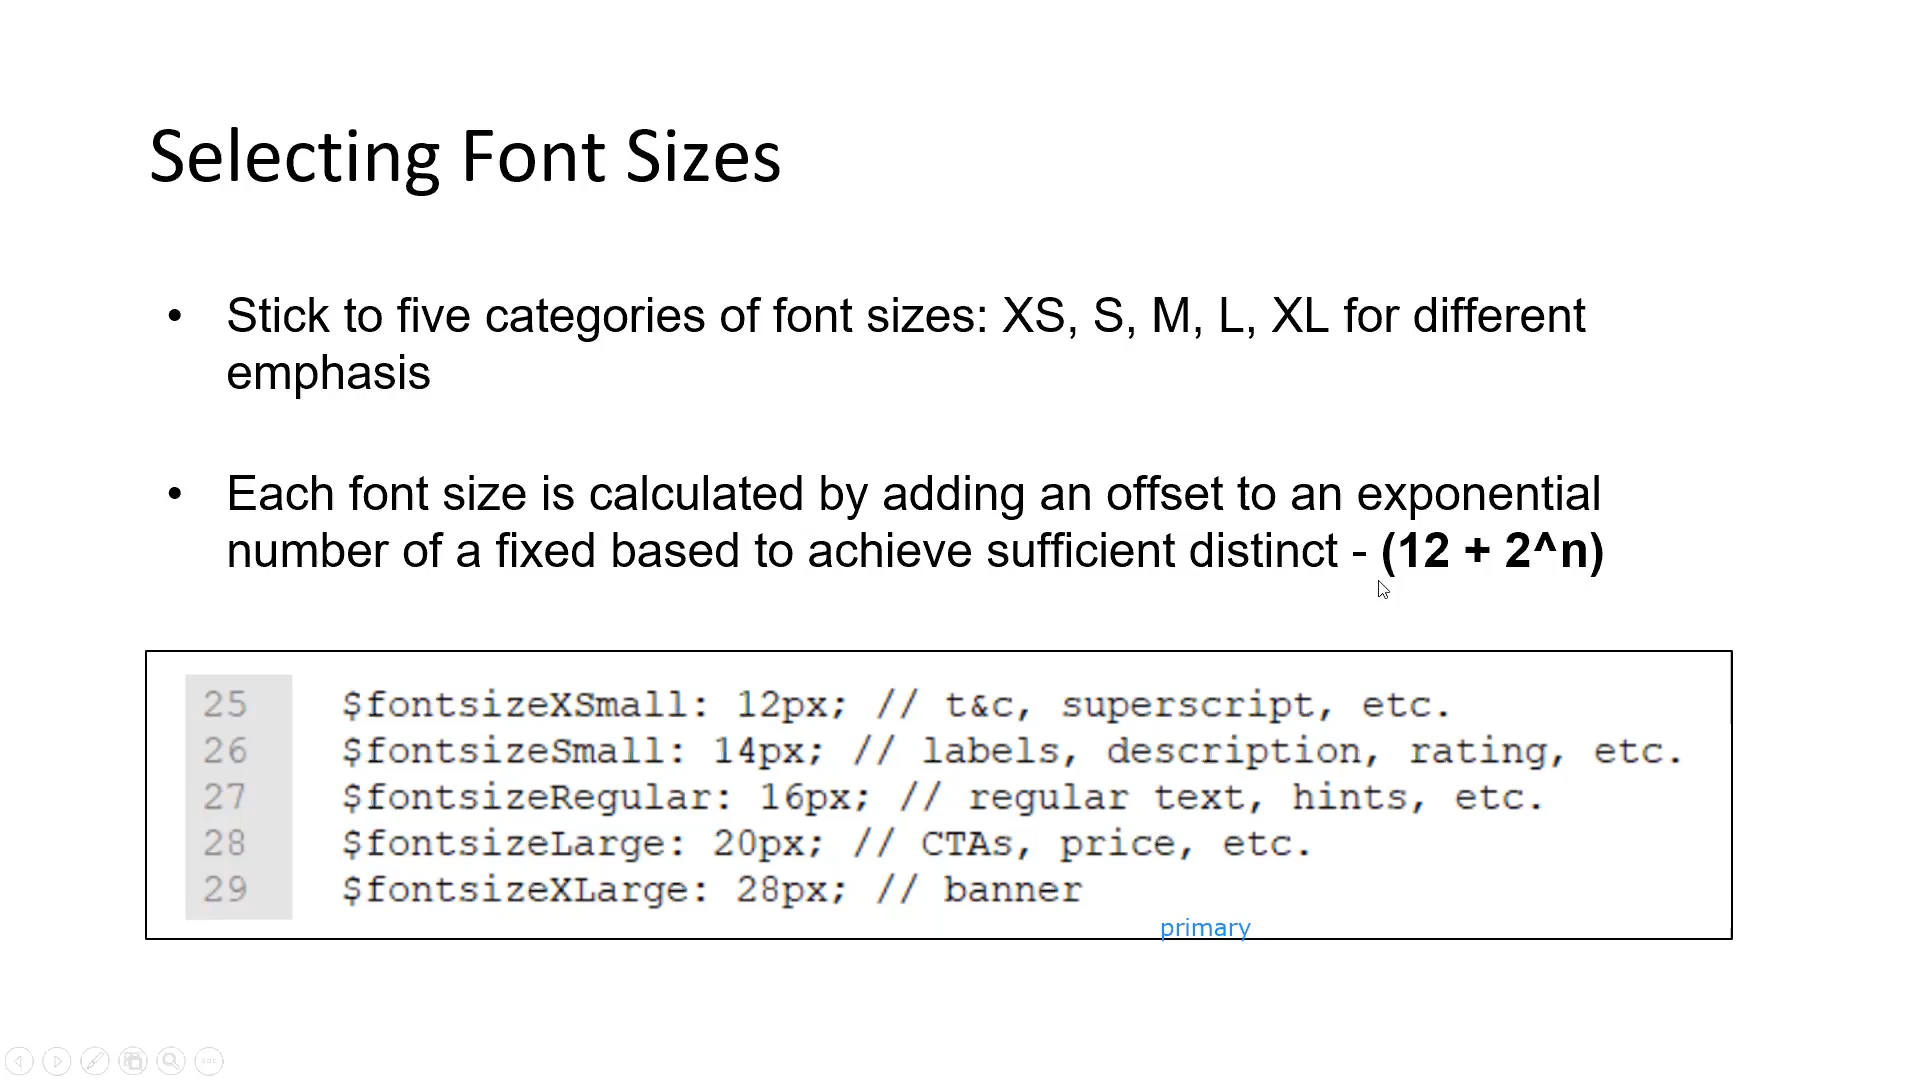 Selecting Font Sizes
• Stick to five categories of font sizes: XS, S, M, L, XL for different
emphasis
• Each font size is calculated by adding an offset to an exponential
number of a fixed based to achieve sufficient distinct - (12 + 2^n)
25 $fontsizeXSmall: 12px; // t&c, superscript, etc.
26 $fontsizeSmall: 14px; // labels, description, rating, etc.
27 $fontsizeRegular: 16px; // regular text, hints, etc.
28 $fontsizeLarge: 20px; // CTAs, price, etc.
29 $fontsizeXLarge: 28px; // banner
primary